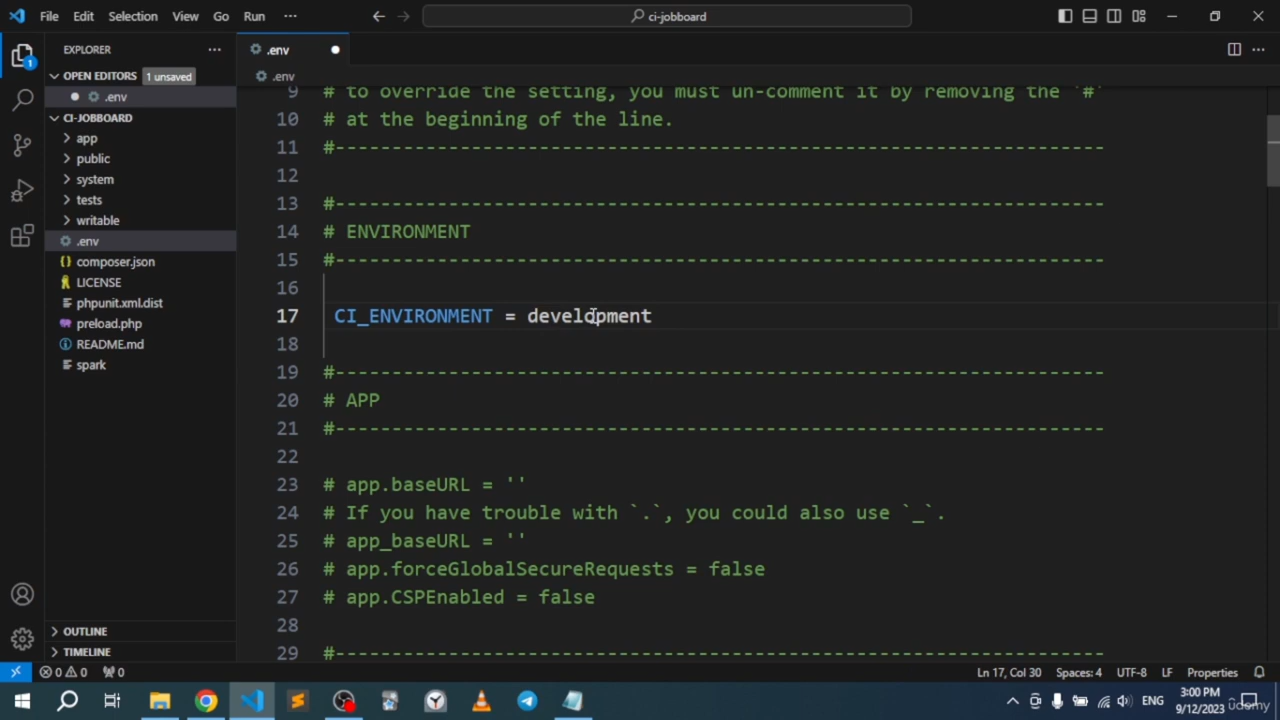 File Edit Selection View Go Run ··· ci-jobboard
EXPLORER ···
OPEN EDITORS 1 unsaved
.env
CI-JOBBOARD
app
public
system
tests
writable
.env
composer.json
LICENSE
phpunit.xml.dist
preload.php
README.md
spark
OUTLINE
TIMELINE
.env
.env
9 # to override the setting, you must un-comment it by removing the '#'
10 # at the beginning of the line.
11 #--------------------------------------------------------------------
12
13 #--------------------------------------------------------------------
14 # ENVIRONMENT
15 #--------------------------------------------------------------------
16
17 CI_ENVIRONMENT = development
18
19 #--------------------------------------------------------------------
20 # APP
21 #--------------------------------------------------------------------
22
23 # app.baseURL = ''
24 # If you have trouble with `.`, you could also use `_`.
25 # app_baseURL = ''
26 # app.forceGlobalSecureRequests = false
27 # app.CSPEnabled = false
28
29 #--------------------------------------------------------------------
0 0 0 Ln 17, Col 30 Spaces: 4 UTF-8 LF Properties
ENG 3:00 PM
9/12/2023
udemy